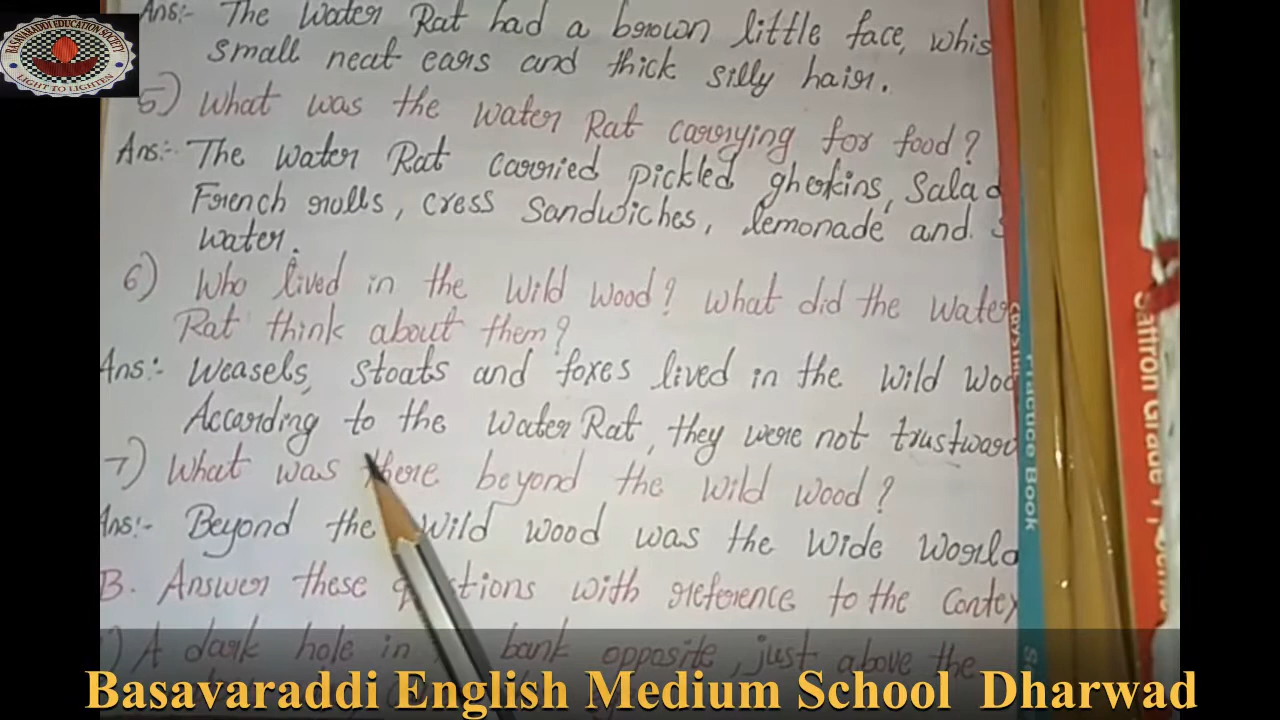 BASAVARADDI EDUCATION SOCIETY
LIGHT TO LIGHTEN
Ans:- The Water Rat had a brown little face, whis
small neat ears and thick silly hair.
5) What was the water Rat carrying for food?
Ans:- The water Rat carried pickled gherkins, Salad
French rolls, cress sandwiches, lemonade and s
water.
6) Who lived in the Wild Wood? What did the Water
Rat think about them?
Ans:- Weasels, stoats and foxes lived in the Wild Woo
According to the Water Rat, they were not trustward
7) What was there beyond the Wild Wood?
Ans:- Beyond the Wild Wood was the Wide World
B. Answer these questions with reference to the Contex
1) A dark hole in bank opposite, just above the
Practice Book
Saffron Grade
Basavaraddi English Medium School Dharwad